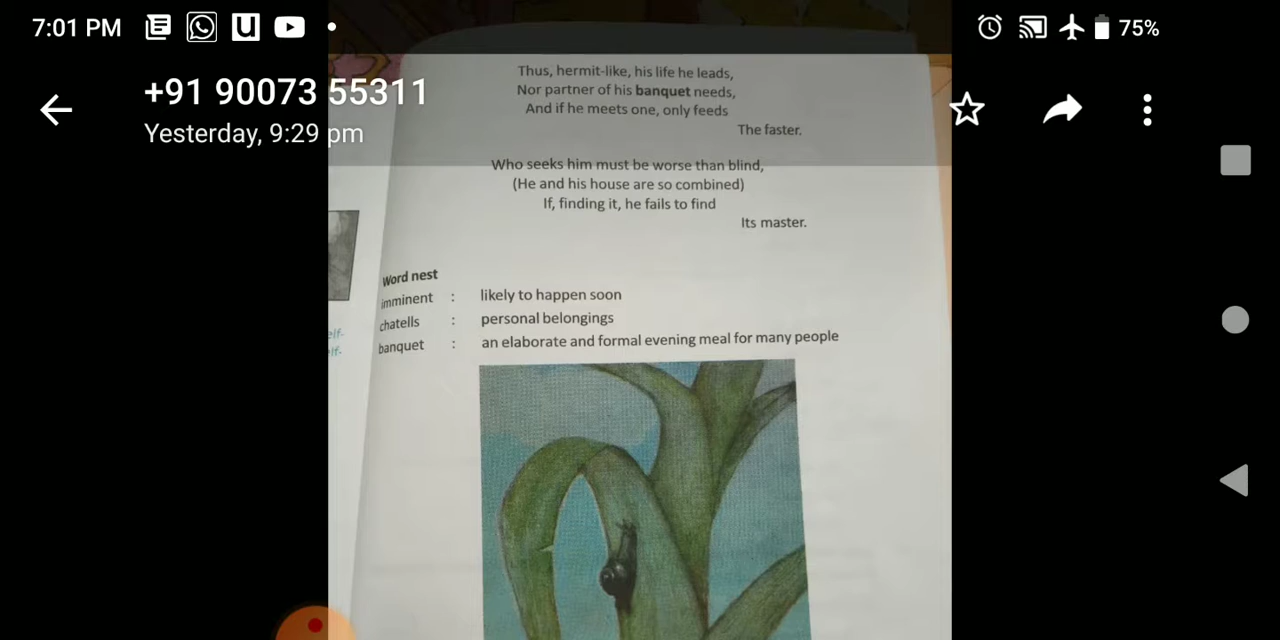 7:01 PM
75%
+91 90073 55311
Yesterday, 9:29 pm
Thus, hermit-like, his life he leads,
Nor partner of his banquet needs,
And if he meets one, only feeds
The faster.
Who seeks him must be worse than blind,
(He and his house are so combined)
If, finding it, he fails to find
Its master.
Word nest
imminent : likely to happen soon
chatells : personal belongings
banquet : an elaborate and formal evening meal for many people
elf-
lf-